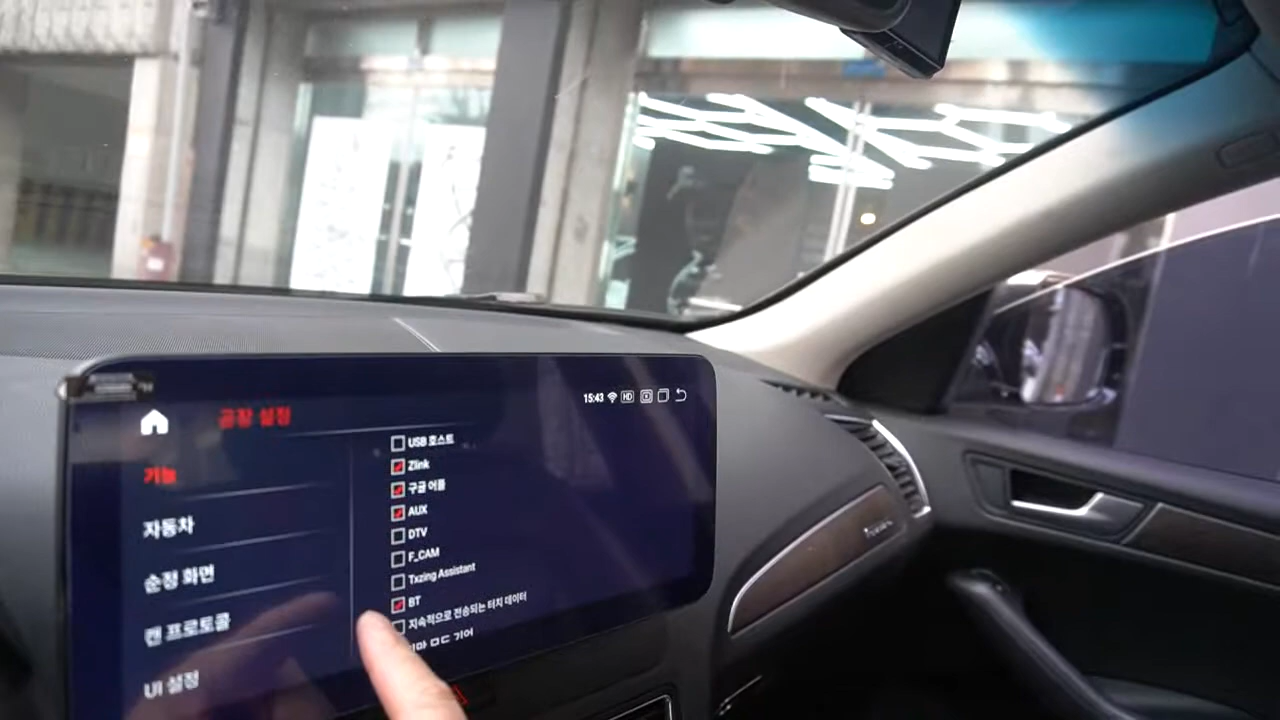 15:43 HD
공장 설정
기능
자동차
순정 화면
캔 프로토콜
UI 설정
USB 호스트
Zlink
구글 어플
AUX
DTV
F_CAM
Txzing Assistant
BT
지속적으로 전송되는 터치 데이터